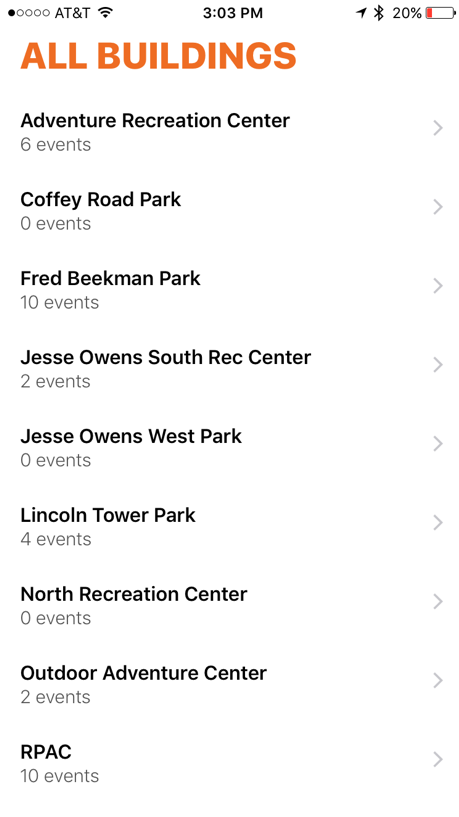 AT&T 3:03 PM 20%
ALL BUILDINGS
Adventure Recreation Center
6 events
Coffey Road Park
0 events
Fred Beekman Park
10 events
Jesse Owens South Rec Center
2 events
Jesse Owens West Park
0 events
Lincoln Tower Park
4 events
North Recreation Center
0 events
Outdoor Adventure Center
2 events
RPAC
10 events